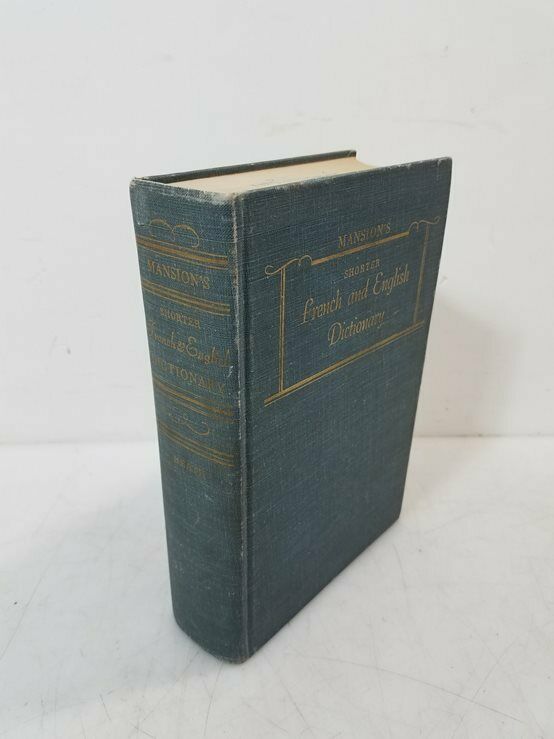 MANSION'S
SHORTER
French & English
DICTIONARY
HEATH
MANSION'S
SHORTER
French and English
Dictionary